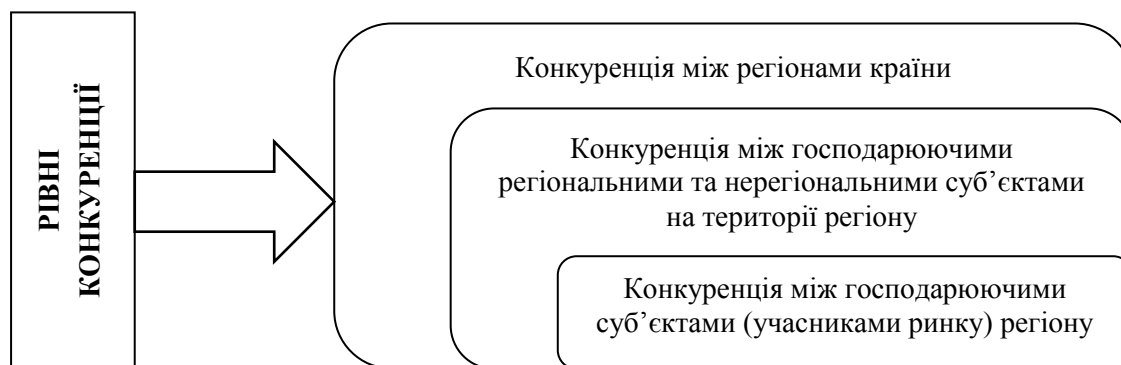 РІВНІ
КОНКУРЕНЦІЇ
Конкуренція між регіонами країни
Конкуренція між господарюючими
регіональними та нерегіональними суб’єктами
на території регіону
Конкуренція між господарюючими
суб’єктами (учасниками ринку) регіону